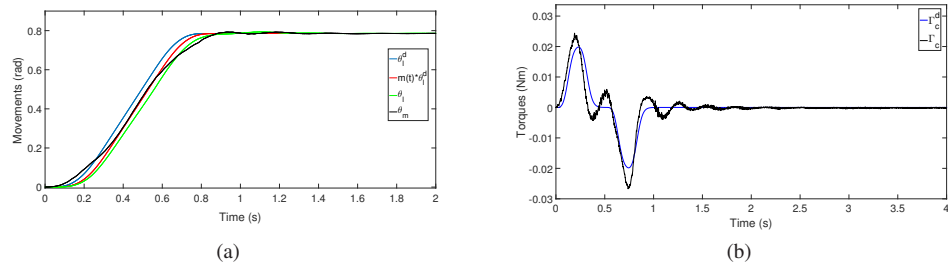 Movements (rad)
0.8
0.6
0.4
0.2
0
0 0.2 0.4 0.6 0.8 1 1.2 1.4 1.6 1.8 2
Time (s)
θ_l^d
m(t)*θ_l^d
θ_l
θ_m
(a)
Torques (Nm)
0.03
0.02
0.01
0
-0.01
-0.02
-0.03
0 0.5 1 1.5 2 2.5 3 3.5 4
Time (s)
Γ_c^d
Γ_c
(b)